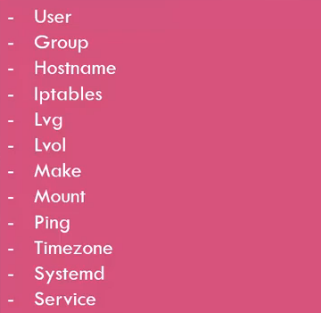 - User
- Group
- Hostname
- Iptables
- Lvg
- Lvol
- Make
- Mount
- Ping
- Timezone
- Systemd
- Service